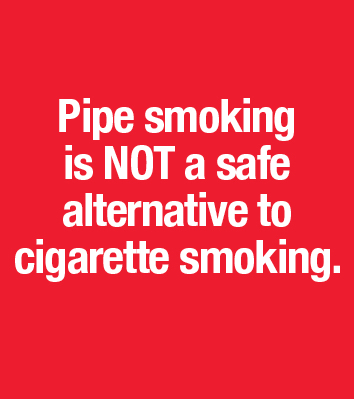 Pipe smoking
is NOT a safe
alternative to
cigarette smoking.